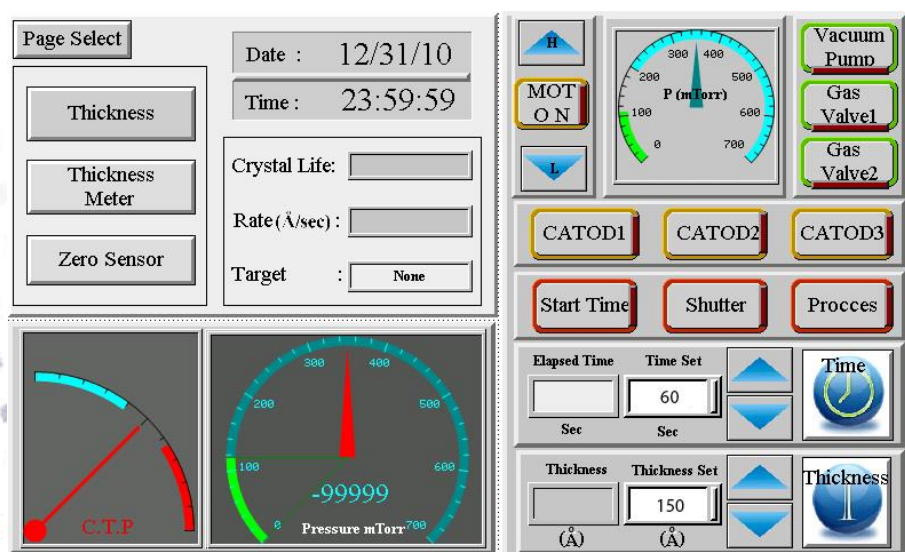 Page Select
Date : 12/31/10
Time : 23:59:59
Thickness
Thickness
Meter
Zero Sensor
Crystal Life:
Rate(Å/sec) :
Target : None
C.T.P
0
100
200
300
400
500
600
700
-99999
Pressure mTorr
H
MOT
O N
L
0
100
200
300
400
500
600
700
P (mTorr)
Vacuum
Pump
Gas
Valve1
Gas
Valve2
CATOD1
CATOD2
CATOD3
Start Time
Shutter
Procces
Elapsed Time
Sec
Time Set
60
Sec
Time
Thickness
(Å)
Thickness Set
150
(Å)
Thickness